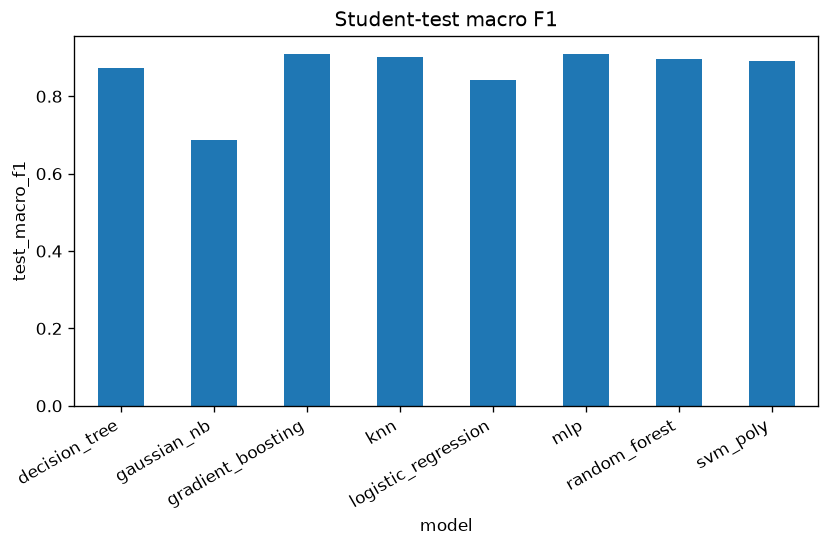 Student-test macro F1
test_macro_f1
0.8
0.6
0.4
0.2
0.0
decision_tree
gaussian_nb
gradient_boosting
knn
logistic_regression
mlp
random_forest
svm_poly
model